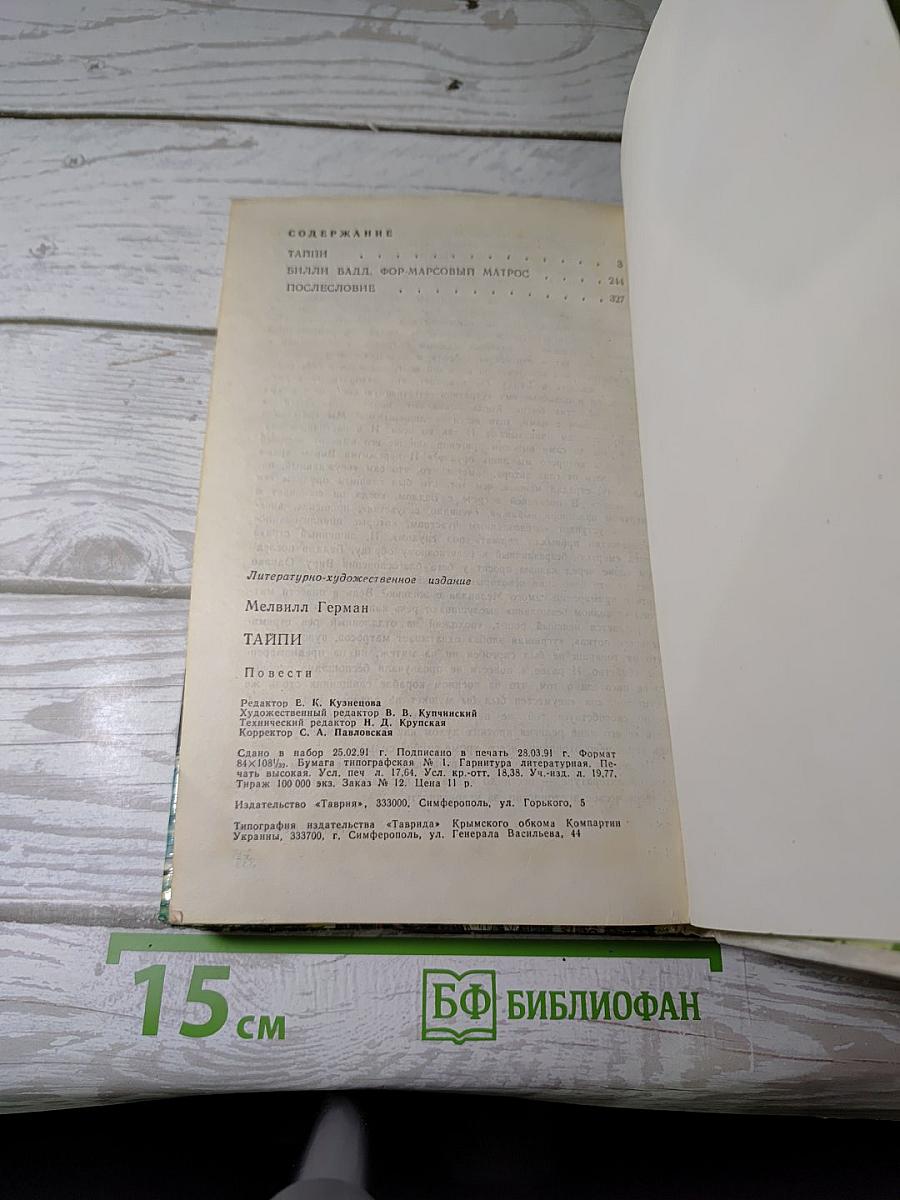 СОДЕРЖАНИЕ
ТАЙПИ . . . . . . . . . . . . . . 3
БИЛЛИ БАДД, ФОР-МАРСОВЫЙ МАТРОС . . . . . 244
ПОСЛЕСЛОВИЕ . . . . . . . . . . . . 327
Литературно-художественное издание
Мелвилл Герман
ТАЙПИ
Повести
Редактор Е. К. Кузнецова
Художественный редактор В. В. Купчинский
Технический редактор Н. Д. Крупская
Корректор С. А. Павловская
Сдано в набор 25.02.91 г. Подписано в печать 28.03.91 г. Формат
84×108¹/₃₂. Бумага типографская № 1. Гарнитура литературная. Пе-
чать высокая. Усл. печ л. 17,64. Усл. кр.-отт. 18,38. Уч.-изд. л. 19,77.
Тираж 100 000 экз. Заказ № 12. Цена 11 р.
Издательство «Таврия», 333000, Симферополь, ул. Горького, 5
Типография издательства «Таврида» Крымского обкома Компартии
Украины, 333700, г. Симферополь, ул. Генерала Васильева, 44
15 см
БФ БИБЛИОФАН